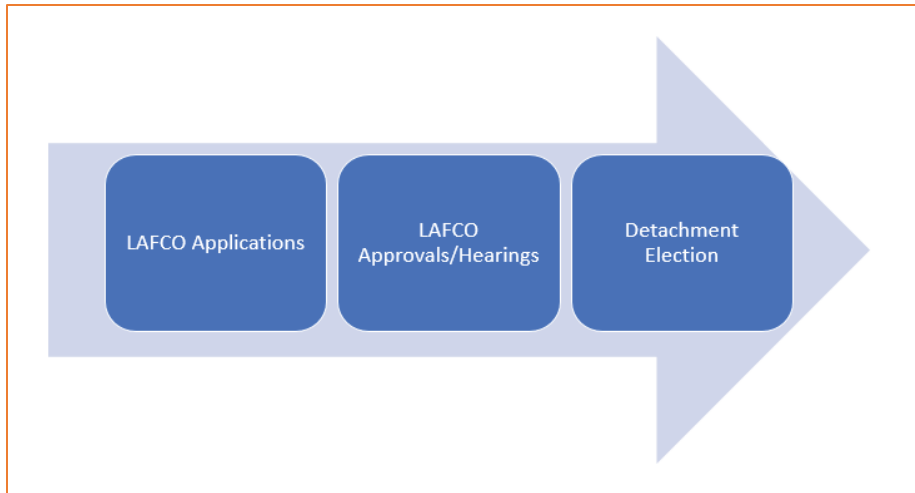 LAFCO Applications
LAFCO
Approvals/Hearings
Detachment
Election